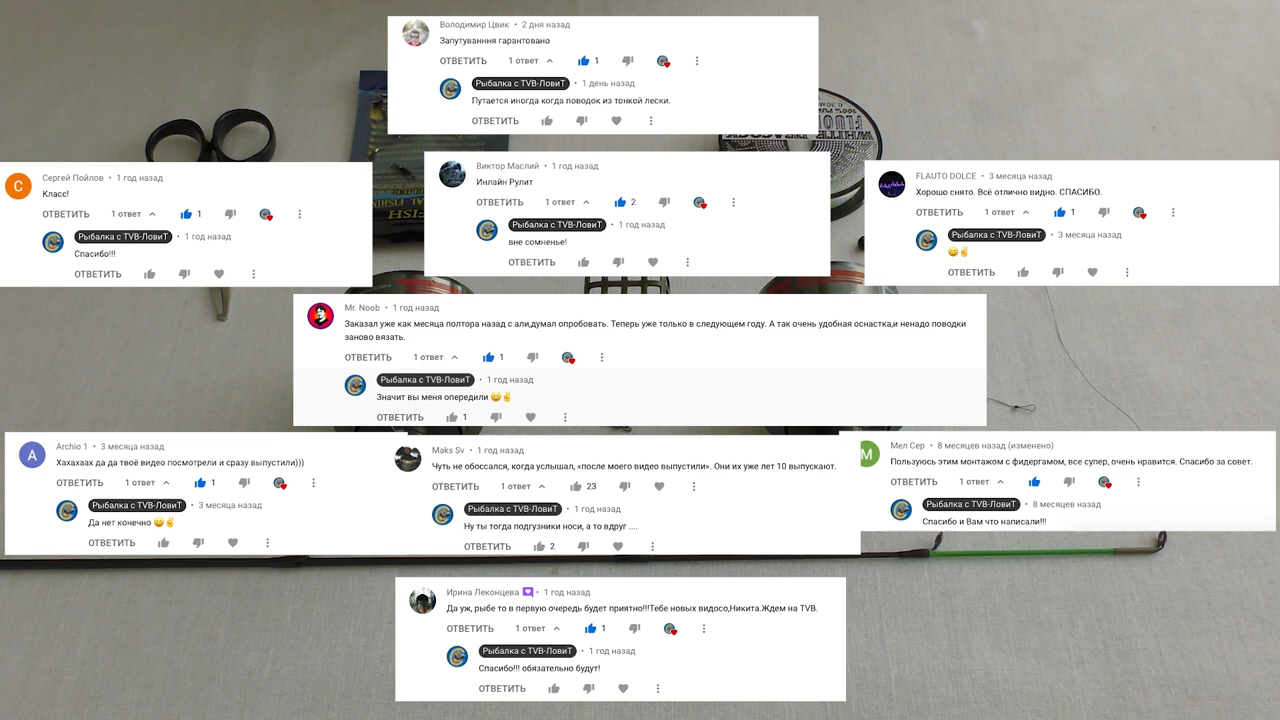 Володимир Цвик • 2 дня назад
Запутуванння гарантовано
ОТВЕТИТЬ 1 ответ 1
Рыбалка с TVB-ЛовиТ • 1 день назад
Путается иногда когда поводок из тонкой лески.
ОТВЕТИТЬ
Сергей Пойлов • 1 год назад
Класс!
ОТВЕТИТЬ 1 ответ 1
Рыбалка с TVB-ЛовиТ • 1 год назад
Спасибо!!!
ОТВЕТИТЬ
Виктор Маслий • 1 год назад
Инлайн Рулит
ОТВЕТИТЬ 1 ответ 2
Рыбалка с TVB-ЛовиТ • 1 год назад
вне сомненье!
ОТВЕТИТЬ
FLAUTO DOLCE • 3 месяца назад
Хорошо снято. Всё отлично видно. СПАСИБО.
ОТВЕТИТЬ 1 ответ 1
Рыбалка с TVB-ЛовиТ • 3 месяца назад
😀✌
ОТВЕТИТЬ
Mr. Noob • 1 год назад
Заказал уже как месяца полтора назад с али,думал опробовать. Теперь уже только в следующем году. А так очень удобная оснастка,и ненадо поводки
заново вязать.
ОТВЕТИТЬ 1 ответ 1
Рыбалка с TVB-ЛовиТ • 1 год назад
Значит вы меня опередили 😀✌
ОТВЕТИТЬ 1
Archio 1 • 3 месяца назад
Хахахаах да да твоё видео посмотрели и сразу выпустили)))
ОТВЕТИТЬ 1 ответ 1
Рыбалка с TVB-ЛовиТ • 3 месяца назад
Да нет конечно 😀✌
ОТВЕТИТЬ
Maks Sv • 1 год назад
Чуть не обоссался, когда услышал, «после моего видео выпустили». Они их уже лет 10 выпускают.
ОТВЕТИТЬ 1 ответ 23
Рыбалка с TVB-ЛовиТ • 1 год назад
Ну ты тогда подгузники носи, а то вдруг ....
ОТВЕТИТЬ 2
Мел Сер • 8 месяцев назад (изменено)
Пользуюсь этим монтажом с фидергамом, все супер, очень нравится. Спасибо за совет.
ОТВЕТИТЬ 1 ответ
Рыбалка с TVB-ЛовиТ • 8 месяцев назад
Спасибо и Вам что написали!!!
Ирина Леконцева • 1 год назад
Да уж, рыбе то в первую очередь будет приятно!!!Тебе новых видосо,Никита.Ждем на TVB.
ОТВЕТИТЬ 1 ответ 1
Рыбалка с TVB-ЛовиТ • 1 год назад
Спасибо!!! обязательно будут!
ОТВЕТИТЬ